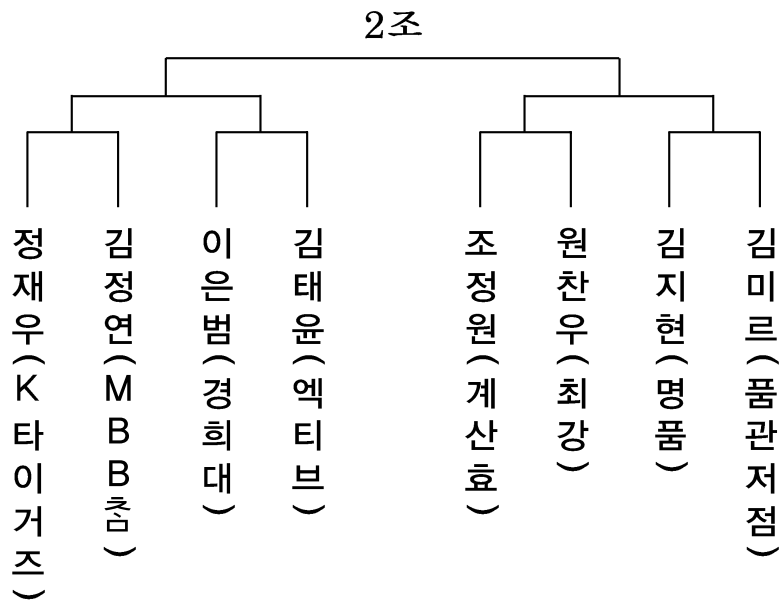 2조
정재우(K타이거즈)
김정연(MBB춤)
이은범(경희대)
김태윤(엑티브)
조정원(계산효)
원찬우(최강)
김지현(명품)
김미르(품관저점)